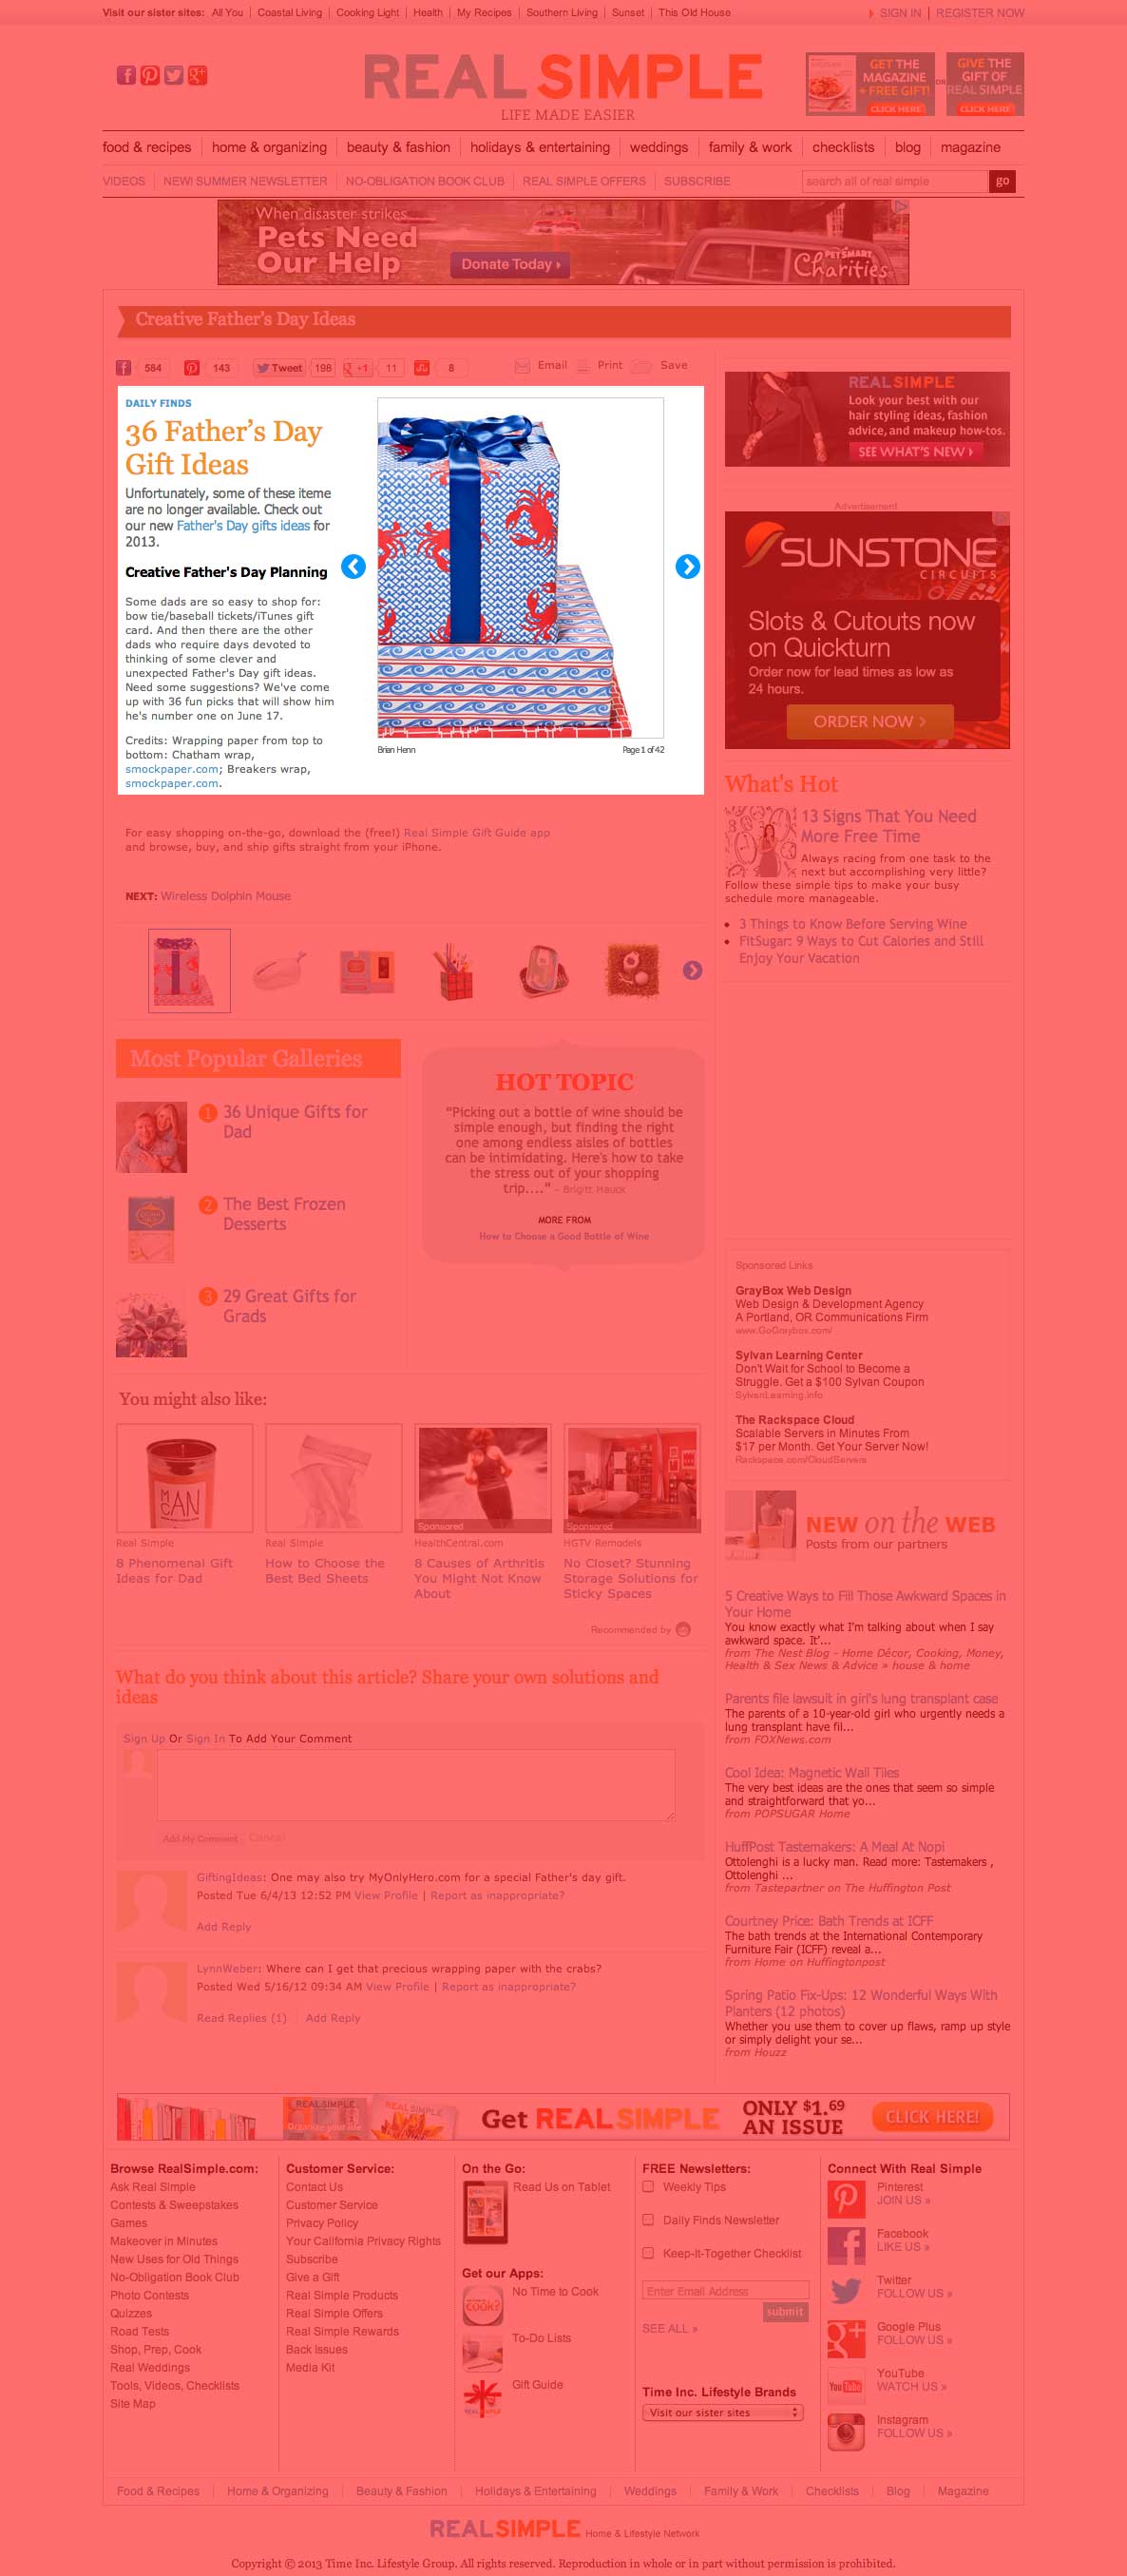 Visit our sister sites: All You | Coastal Living | Cooking Light | Health | My Recipes | Southern Living | Sunset | This Old House
SIGN IN | REGISTER NOW
REAL SIMPLE
LIFE MADE EASIER
GET THE
MAGAZINE
+ FREE GIFT!
CLICK HERE
OR
GIVE THE
GIFT OF
REAL SIMPLE
CLICK HERE
food & recipes | home & organizing | beauty & fashion | holidays & entertaining | weddings | family & work | checklists | blog | magazine
VIDEOS | NEW! SUMMER NEWSLETTER | NO-OBLIGATION BOOK CLUB | REAL SIMPLE OFFERS | SUBSCRIBE
search all of real simple
go
When disaster strikes
Pets Need
Our Help
Donate Today
PETSMART
Charities
Creative Father's Day Ideas
584
143
Tweet 198
+1 11
8
Email
Print
Save
DAILY FINDS
36 Father's Day
Gift Ideas
Unfortunately, some of these iteme
are no longer available. Check out
our new Father's Day gifts ideas for
2013.
Creative Father's Day Planning
Some dads are so easy to shop for:
bow tie/baseball tickets/iTunes gift
card. And then there are the other
dads who require days devoted to
thinking of some clever and
unexpected Father's Day gift ideas.
Need some suggestions? We've come
up with 36 fun picks that will show him
he's number one on June 17.
Credits: Wrapping paper from top to
bottom: Chatham wrap,
smockpaper.com; Breakers wrap,
smockpaper.com.
Brian Henn
Page 1 of 42
For easy shopping on-the-go, download the (free!) Real Simple Gift Guide app
and browse, buy, and ship gifts straight from your iPhone.
NEXT: Wireless Dolphin Mouse
Most Popular Galleries
1 36 Unique Gifts for
Dad
2 The Best Frozen
Desserts
3 29 Great Gifts for
Grads
HOT TOPIC
"Picking out a bottle of wine should be
simple enough, but finding the right
one among endless aisles of bottles
can be intimidating. Here's how to take
the stress out of your shopping
trip...." - Brigitt Hauck
MORE FROM
How to Choose a Good Bottle of Wine
You might also like:
MCAN
Sponsored
Sponsored
Real Simple
8 Phenomenal Gift
Ideas for Dad
Real Simple
How to Choose the
Best Bed Sheets
HealthCentral.com
8 Causes of Arthritis
You Might Not Know
About
HGTV Remodels
No Closet? Stunning
Storage Solutions for
Sticky Spaces
Recommended by
What do you think about this article? Share your own solutions and
ideas
Sign Up Or Sign In To Add Your Comment
Add My Comment
Cancel
GiftingIdeas: One may also try MyOnlyHero.com for a special Father's day gift.
Posted Tue 6/4/13 12:52 PM View Profile | Report as inappropriate?
Add Reply
LynnWeber: Where can I get that precious wrapping paper with the crabs?
Posted Wed 5/16/12 09:34 AM View Profile | Report as inappropriate?
Read Replies (1) | Add Reply
REAL SIMPLE
Look your best with our
hair styling ideas, fashion
advice, and makeup how-tos.
SEE WHAT'S NEW
Advertisement
SUNSTONE
CIRCUITS
Slots & Cutouts now
on Quickturn
Order now for lead times as low as
24 hours.
ORDER NOW
What's Hot
13 Signs That You Need
More Free Time
Always racing from one task to the
next but accomplishing very little?
Follow these simple tips to make your busy
schedule more manageable.
3 Things to Know Before Serving Wine
FitSugar: 9 Ways to Cut Calories and Still
Enjoy Your Vacation
Sponsored Links
GrayBox Web Design
Web Design & Development Agency
A Portland, OR Communications Firm
www.GoGraybox.com/
Sylvan Learning Center
Don't Wait for School to Become a
Struggle. Get a $100 Sylvan Coupon
SylvanLearning.info
The Rackspace Cloud
Scalable Servers in Minutes From
$17 per Month. Get Your Server Now!
Rackspace.com/CloudServers
NEW on the WEB
Posts from our partners
5 Creative Ways to Fill Those Awkward Spaces in
Your Home
You know exactly what I'm talking about when I say
awkward space. It'...
from The Nest Blog - Home Décor, Cooking, Money,
Health & Sex News & Advice » house & home
Parents file lawsuit in girl's lung transplant case
The parents of a 10-year-old girl who urgently needs a
lung transplant have fil...
from FOXNews.com
Cool Idea: Magnetic Wall Tiles
The very best ideas are the ones that seem so simple
and straightforward that yo...
from POPSUGAR Home
HuffPost Tastemakers: A Meal At Nopi
Ottolenghi is a lucky man. Read more: Tastemakers ,
Ottolenghi ...
from Tastepartner on The Huffington Post
Courtney Price: Bath Trends at ICFF
The bath trends at the International Contemporary
Furniture Fair (ICFF) reveal a...
from Home on Huffingtonpost
Spring Patio Fix-Ups: 12 Wonderful Ways With
Planters (12 photos)
Whether you use them to cover up flaws, ramp up style
or simply delight your se...
from Houzz
REAL SIMPLE
REAL SIMPLE
Get REAL SIMPLE
ONLY $1.69
AN ISSUE
CLICK HERE!
Browse RealSimple.com:
Ask Real Simple
Contests & Sweepstakes
Games
Makeover in Minutes
New Uses for Old Things
No-Obligation Book Club
Photo Contests
Quizzes
Road Tests
Shop, Prep, Cook
Real Weddings
Tools, Videos, Checklists
Site Map
Customer Service:
Contact Us
Customer Service
Privacy Policy
Your California Privacy Rights
Subscribe
Give a Gift
Real Simple Products
Real Simple Offers
Real Simple Rewards
Back Issues
Media Kit
On the Go:
Read Us on Tablet
Get our Apps:
cook?
No Time to Cook
To-Do Lists
REAL SIMPLE
Gift Guide
FREE Newsletters:
Weekly Tips
Daily Finds Newsletter
Keep-It-Together Checklist
Enter Email Address
submit
SEE ALL »
Time Inc. Lifestyle Brands
Visit our sister sites
Connect With Real Simple
Pinterest
JOIN US »
Facebook
LIKE US »
Twitter
FOLLOW US »
Google Plus
FOLLOW US »
You Tube
YouTube
WATCH US »
Instagram
FOLLOW US »
Food & Recipes | Home & Organizing | Beauty & Fashion | Holidays & Entertaining | Weddings | Family & Work | Checklists | Blog | Magazine
REAL SIMPLE Home & Lifestyle Network
Copyright © 2013 Time Inc. Lifestyle Group. All rights reserved. Reproduction in whole or in part without permission is prohibited.